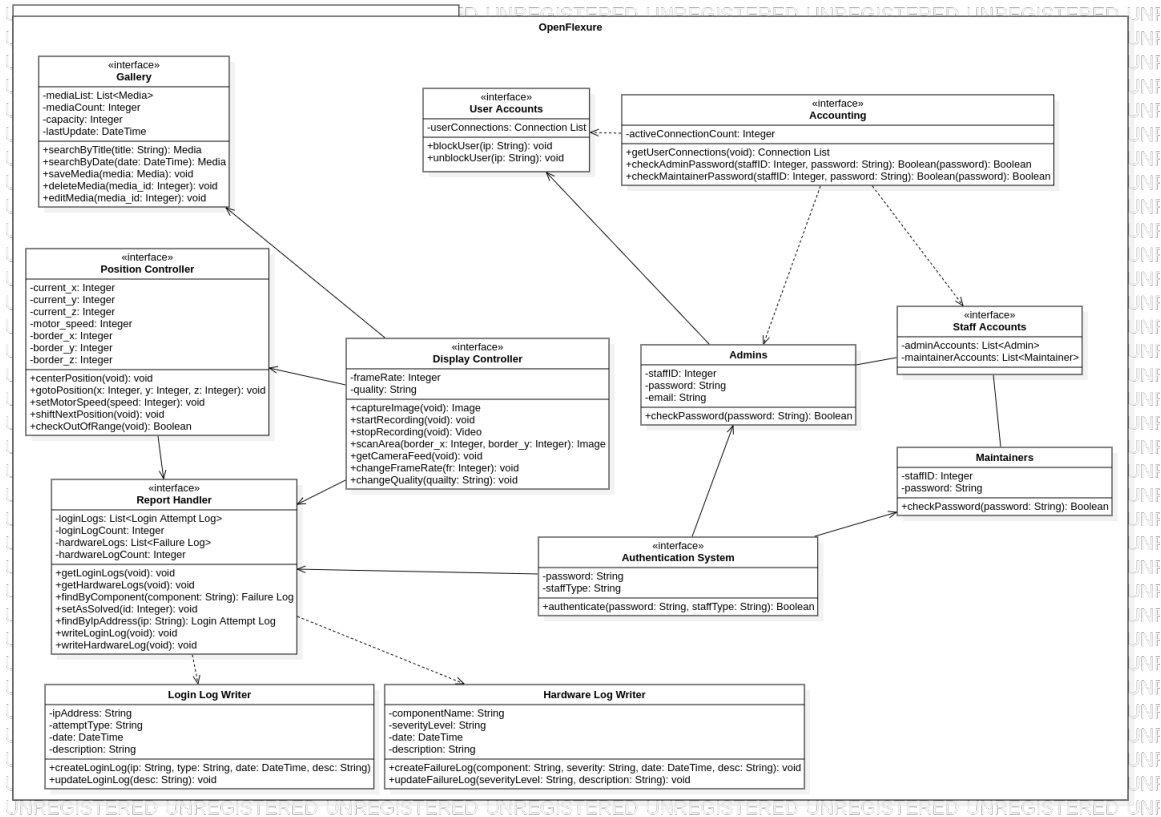 OpenFlexure
«interface»
Gallery
-mediaList: List<Media>
-mediaCount: Integer
-capacity: Integer
-lastUpdate: DateTime
+searchByTitle(title: String): Media
+searchByDate(date: DateTime): Media
+saveMedia(media: Media): void
+deleteMedia(media_id: Integer): void
+editMedia(media_id: Integer): void
«interface»
User Accounts
-userConnections: Connection List
+blockUser(ip: String): void
+unblockUser(ip: String): void
«interface»
Accounting
-activeConnectionCount: Integer
+getUserConnections(void): Connection List
+checkAdminPassword(staffID: Integer, password: String): Boolean(password): Boolean
+checkMaintainerPassword(staffID: Integer, password: String): Boolean(password): Boolean
«interface»
Position Controller
-current_x: Integer
-current_y: Integer
-current_z: Integer
-motor_speed: Integer
-border_x: Integer
-border_y: Integer
-border_z: Integer
+centerPosition(void): void
+gotoPosition(x: Integer, y: Integer, z: Integer): void
+setMotorSpeed(speed: Integer): void
+shiftNextPosition(void): void
+checkOutOfRange(void): Boolean
«interface»
Display Controller
-frameRate: Integer
-quality: String
+captureImage(void): Image
+startRecording(void): void
+stopRecording(void): Video
+scanArea(border_x: Integer, border_y: Integer): Image
+getCameraFeed(void): void
+changeFrameRate(fr: Integer): void
+changeQuality(quailty: String): void
Admins
-staffID: Integer
-password: String
-email: String
+checkPassword(password: String): Boolean
«interface»
Staff Accounts
-adminAccounts: List<Admin>
-maintainerAccounts: List<Maintainer>
Maintainers
-staffID: Integer
-password: String
+checkPassword(password: String): Boolean
«interface»
Report Handler
-loginLogs: List<Login Attempt Log>
-loginLogCount: Integer
-hardwareLogs: List<Failure Log>
-hardwareLogCount: Integer
+getLoginLogs(void): void
+getHardwareLogs(void): void
+findByComponent(component: String): Failure Log
+setAsSolved(id: Integer): void
+findByIpAddress(ip: String): Login Attempt Log
+writeLoginLog(void): void
+writeHardwareLog(void): void
«interface»
Authentication System
-password: String
-staffType: String
+authenticate(password: String, staffType: String): Boolean
Login Log Writer
-ipAddress: String
-attemptType: String
-date: DateTime
-description: String
+createLoginLog(ip: String, type: String, date: DateTime, desc: String)
+updateLoginLog(desc: String): void
Hardware Log Writer
-componentName: String
-severityLevel: String
-date: DateTime
-description: String
+createFailureLog(component: String, severity: String, date: DateTime, desc: String): void
+updateFailureLog(severityLevel: String, description: String): void
UNREGISTERED UNREGISTERED UNREGISTERED UNREGISTERED UNREGISTERED UNREGISTERED UNREGISTERED